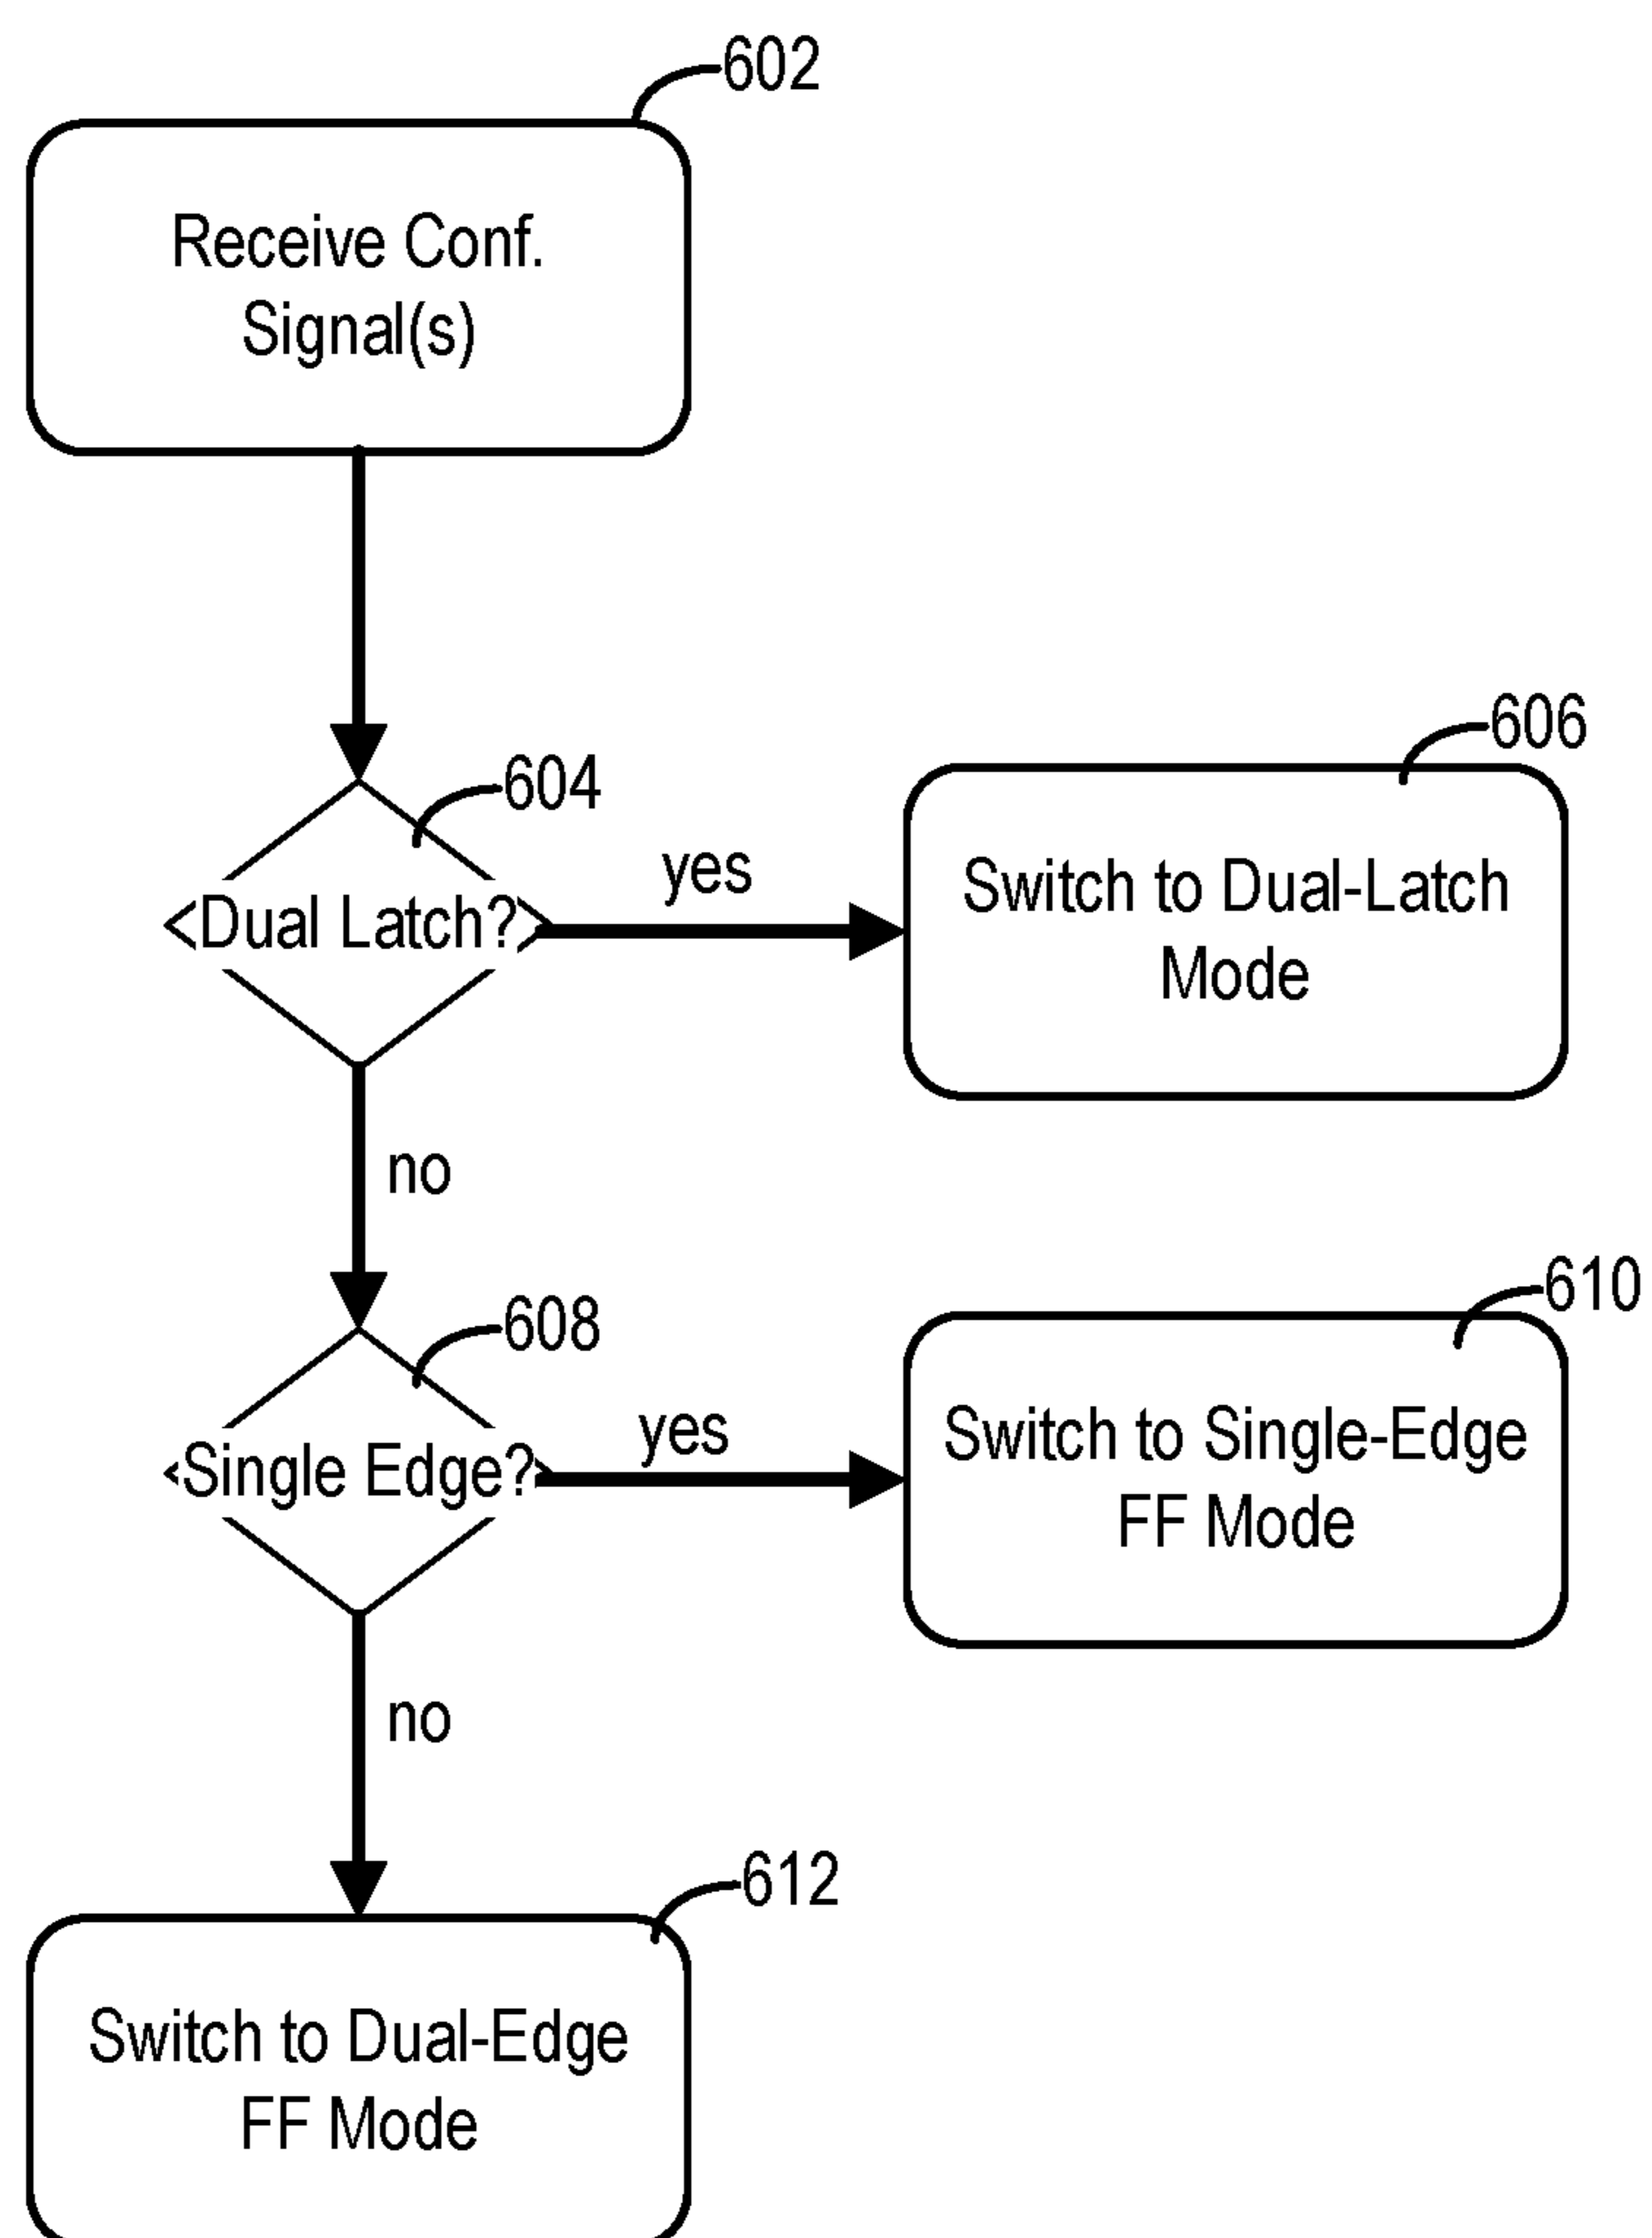 602
Receive Conf.
Signal(s)
604
Dual Latch?
yes
606
Switch to Dual-Latch
Mode
no
608
Single Edge?
yes
610
Switch to Single-Edge
FF Mode
no
612
Switch to Dual-Edge
FF Mode